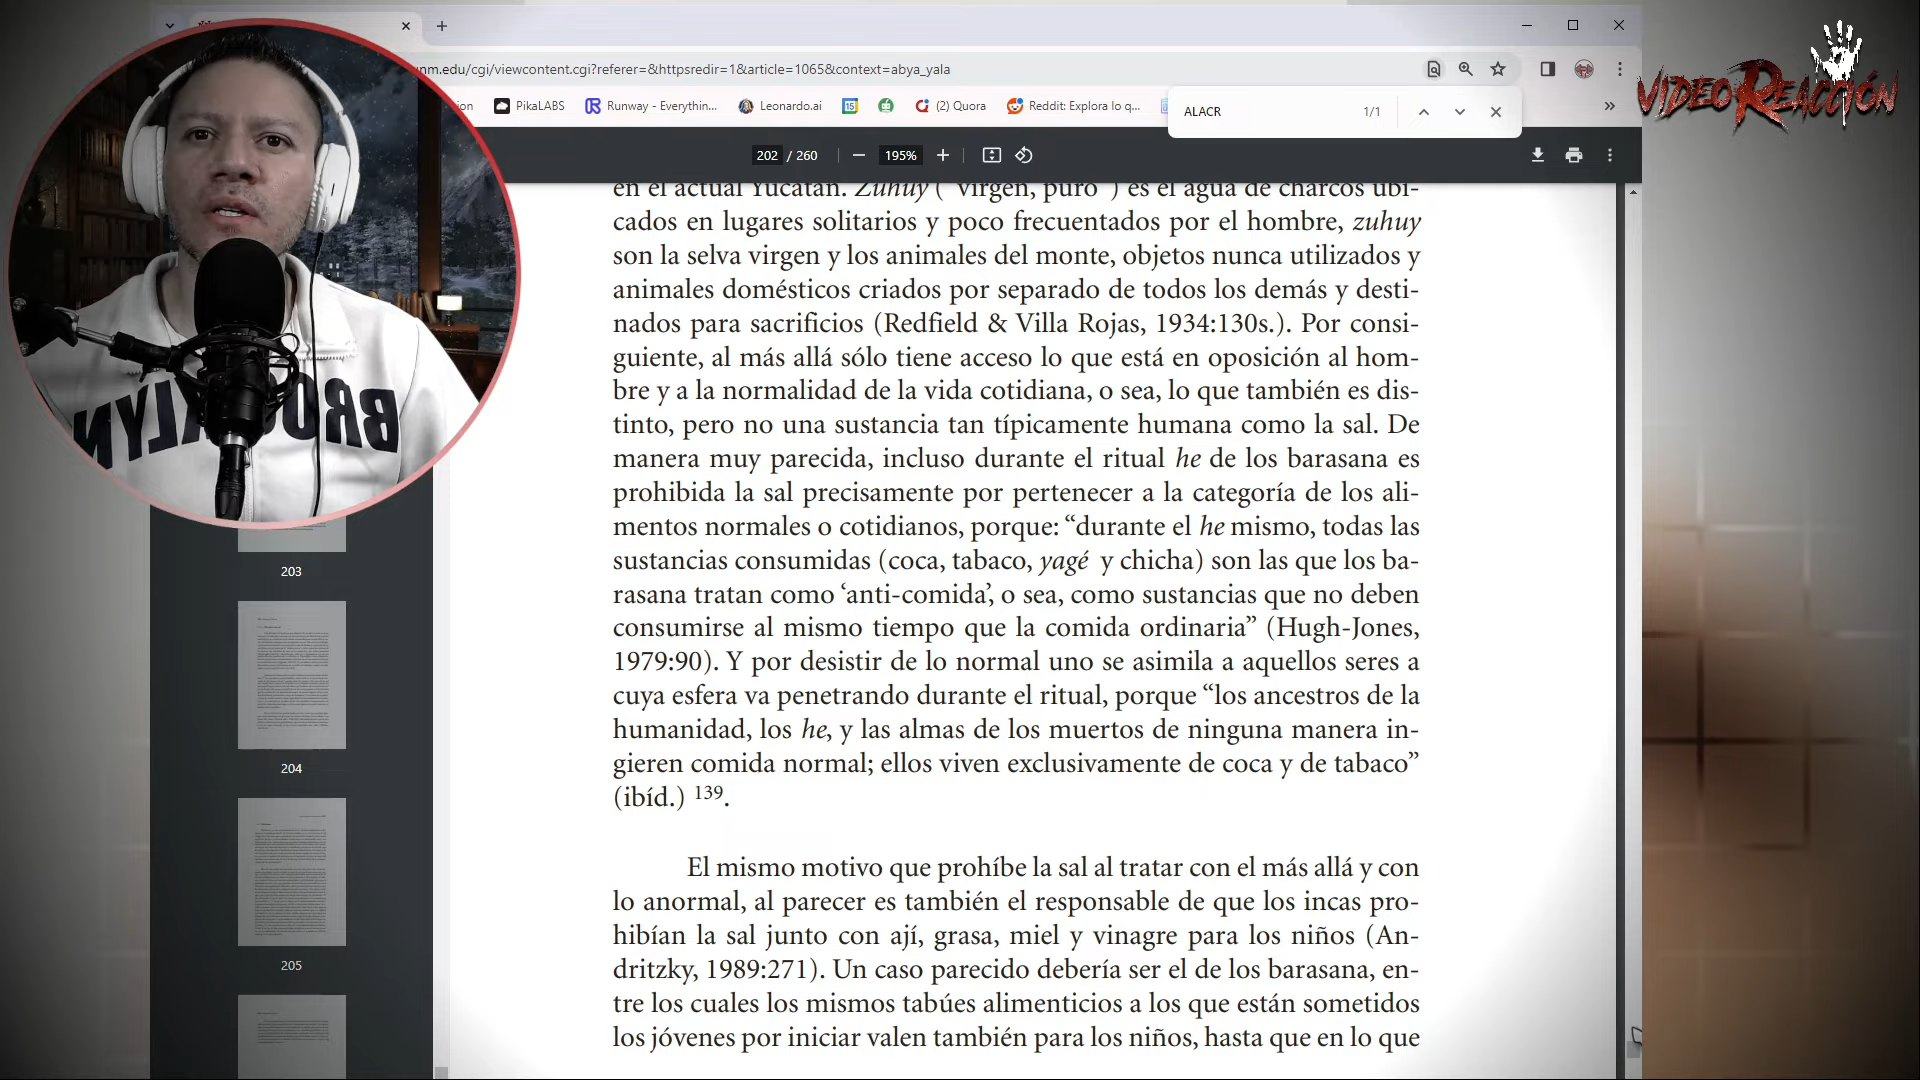 nm.edu/cgi/viewcontent.cgi?referer=&httpsredir=1&article=1065&context=abya_yala
PikaLABS
Runway - Everythin...
Leonardo.ai
15
(2) Quora
Reddit: Explora lo q...
»
ALACR
1/1
VIDEOREACCIÓN
202 / 260
195%
BROOKLYN
en el actual Yucatán. Zuhuy (“virgen, puro”) es el agua de charcos ubi-
cados en lugares solitarios y poco frecuentados por el hombre, zuhuy
son la selva virgen y los animales del monte, objetos nunca utilizados y
animales domésticos criados por separado de todos los demás y desti-
nados para sacrificios (Redfield & Villa Rojas, 1934:130s.). Por consi-
guiente, al más allá sólo tiene acceso lo que está en oposición al hom-
bre y a la normalidad de la vida cotidiana, o sea, lo que también es dis-
tinto, pero no una sustancia tan típicamente humana como la sal. De
manera muy parecida, incluso durante el ritual he de los barasana es
prohibida la sal precisamente por pertenecer a la categoría de los ali-
mentos normales o cotidianos, porque: “durante el he mismo, todas las
sustancias consumidas (coca, tabaco, yagé y chicha) son las que los ba-
rasana tratan como ‘anti-comida’, o sea, como sustancias que no deben
consumirse al mismo tiempo que la comida ordinaria” (Hugh-Jones,
1979:90). Y por desistir de lo normal uno se asimila a aquellos seres a
cuya esfera va penetrando durante el ritual, porque “los ancestros de la
humanidad, los he, y las almas de los muertos de ninguna manera in-
gieren comida normal; ellos viven exclusivamente de coca y de tabaco”
(ibíd.) 139.
El mismo motivo que prohíbe la sal al tratar con el más allá y con
lo anormal, al parecer es también el responsable de que los incas pro-
hibían la sal junto con ají, grasa, miel y vinagre para los niños (An-
dritzky, 1989:271). Un caso parecido debería ser el de los barasana, en-
tre los cuales los mismos tabúes alimenticios a los que están sometidos
los jóvenes por iniciar valen también para los niños, hasta que en lo que
203
204
205